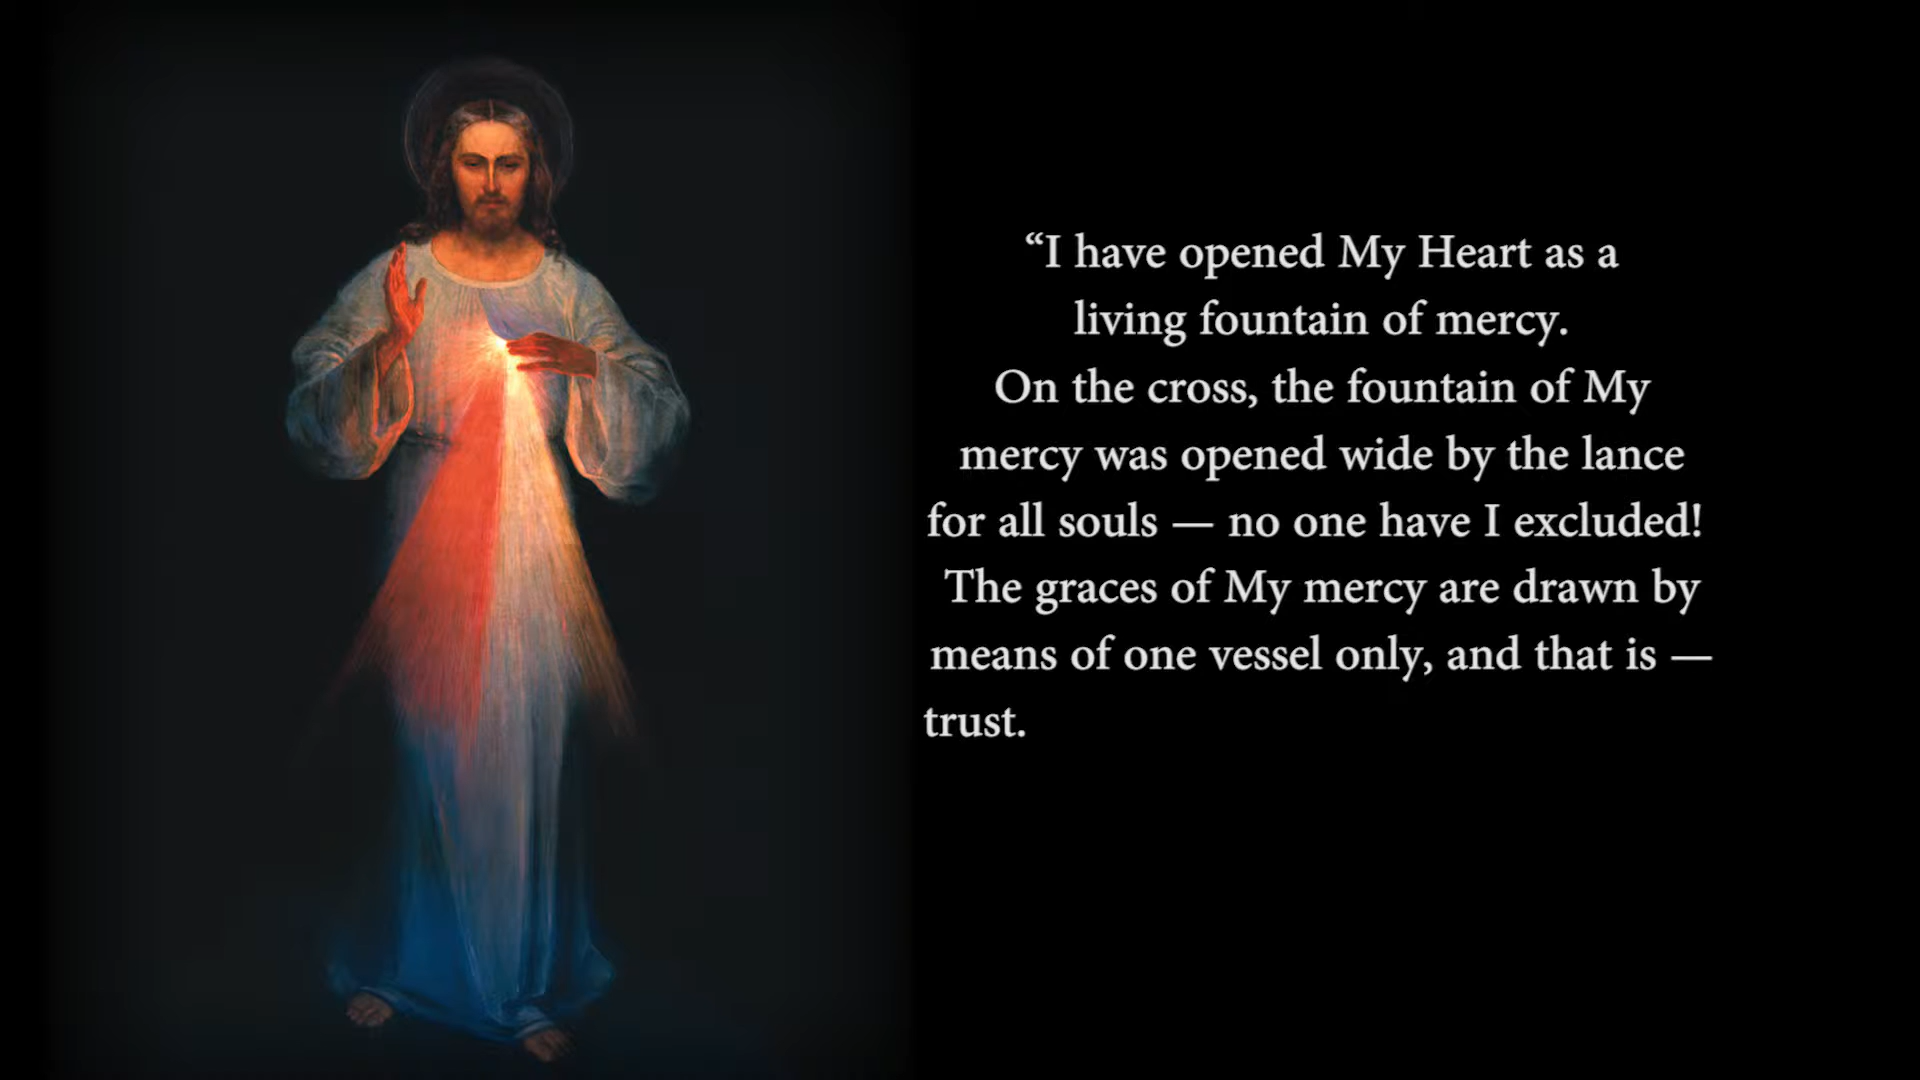 “I have opened My Heart as a
living fountain of mercy.
On the cross, the fountain of My
mercy was opened wide by the lance
for all souls — no one have I excluded!
The graces of My mercy are drawn by
means of one vessel only, and that is —
trust.